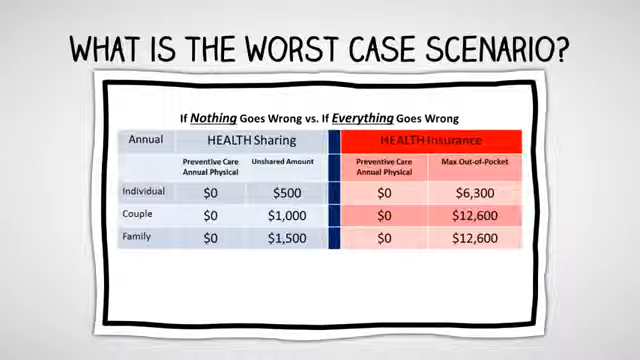 WHAT IS THE WORST CASE SCENARIO?
If Nothing Goes Wrong vs. If Everything Goes Wrong
Annual HEALTH Sharing HEALTH Insurance
Preventive Care Annual Physical Unshared Amount Preventive Care Annual Physical Max Out-of-Pocket
Individual $0 $500 $0 $6,300
Couple $0 $1,000 $0 $12,600
Family $0 $1,500 $0 $12,600